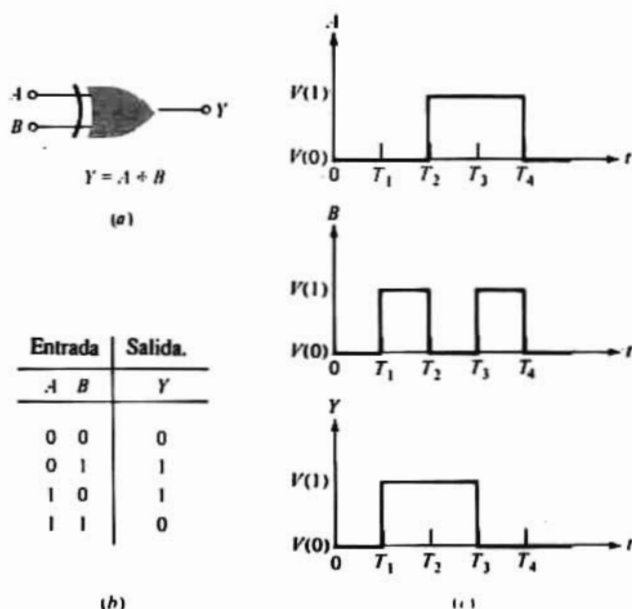 A
B
Y
Y = A + B
(a)
Entrada Salida.
A B Y
0 0 0
0 1 1
1 0 1
1 1 0
(b)
A
V(1)
V(0)
0 T₁ T₂ T₃ T₄ t
B
V(1)
V(0)
0 T₁ T₂ T₃ T₄ t
Y
V(1)
V(0)
0 T₁ T₂ T₃ T₄ t
(c)